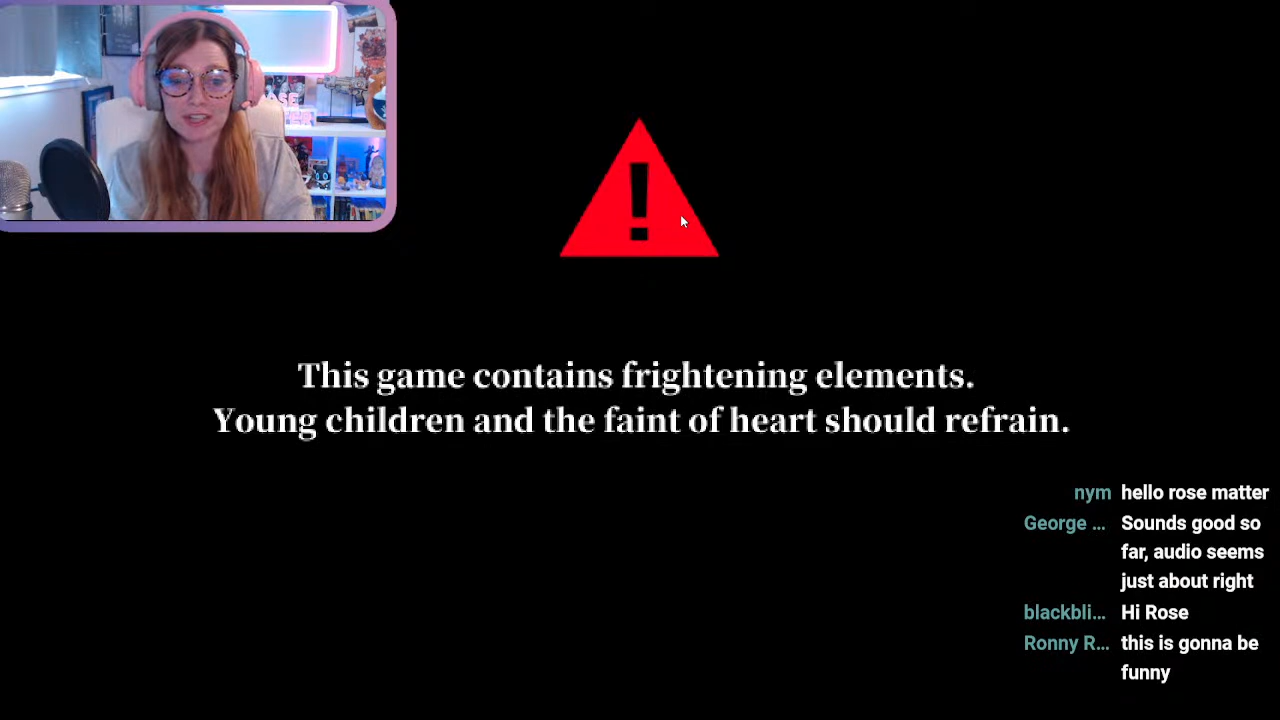 This game contains frightening elements.
Young children and the faint of heart should refrain.
nym hello rose matter
George ... Sounds good so
far, audio seems
just about right
blackbli... Hi Rose
Ronny R... this is gonna be
funny